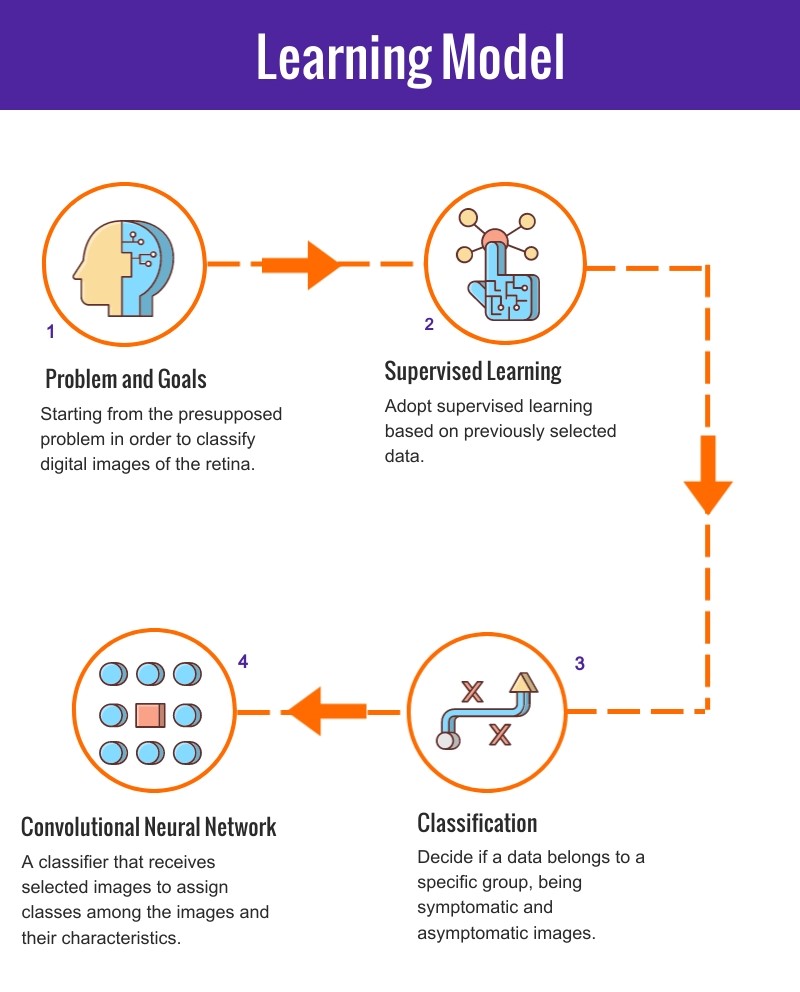 Learning Model
1
Problem and Goals
Starting from the presupposed
problem in order to classify
digital images of the retina.
2
Supervised Learning
Adopt supervised learning
based on previously selected
data.
3
Classification
Decide if a data belongs to a
specific group, being
symptomatic and
asymptomatic images.
4
Convolutional Neural Network
A classifier that receives
selected images to assign
classes among the images and
their characteristics.